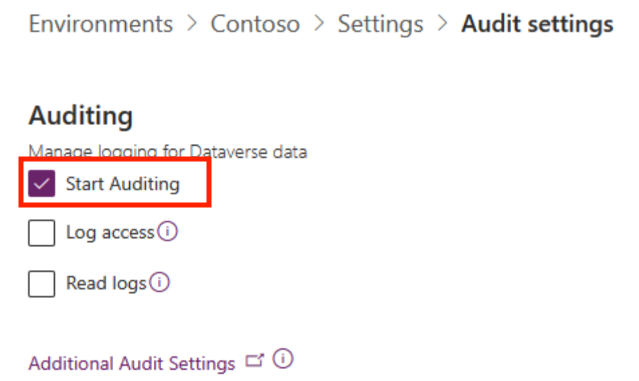 Environments > Contoso > Settings > Audit settings
Auditing
Manage logging for Dataverse data
Start Auditing
Log access
Read logs
Additional Audit Settings